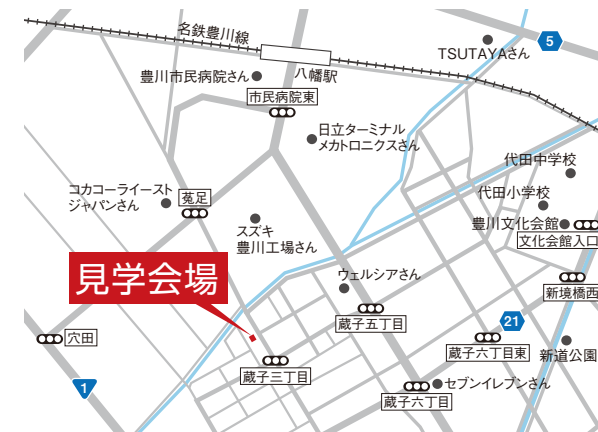 名鉄豊川線
八幡駅
TSUTAYAさん
5
豊川市民病院さん
市民病院東
日立ターミナル
メカトロニクスさん
代田中学校
コカコーライースト
ジャパンさん
菟足
代田小学校
スズキ
豊川工場さん
豊川文化会館
文化会館入口
見学会場
ウェルシアさん
新境橋西
穴田
蔵子五丁目
21
蔵子六丁目東
新道公園
蔵子三丁目
1
セブンイレブンさん
蔵子六丁目